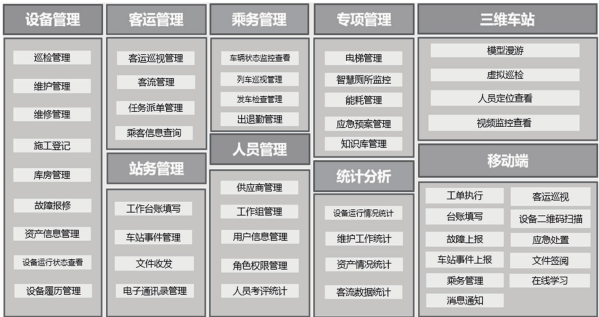 设备管理
巡检管理
维护管理
维修管理
施工登记
库房管理
故障报修
资产信息管理
设备运行状态查看
设备履历管理
客运管理
客运巡视管理
客流管理
任务派单管理
乘客信息查询
站务管理
工作台账填写
车站事件管理
文件收发
电子通讯录管理
乘务管理
车辆状态监控查看
列车巡视管理
发车检查管理
出退勤管理
人员管理
供应商管理
工作组管理
用户信息管理
角色权限管理
人员考评统计
专项管理
电梯管理
智慧厕所监控
能耗管理
应急预案管理
知识库管理
统计分析
设备运行情况统计
维护工作统计
资产情况统计
客流数据统计
三维车站
模型漫游
虚拟巡检
人员定位查看
视频监控查看
移动端
工单执行
台账填写
故障上报
车站事件上报
乘务管理
消息通知
客运巡视
设备二维码扫描
应急处置
文件签阅
在线学习